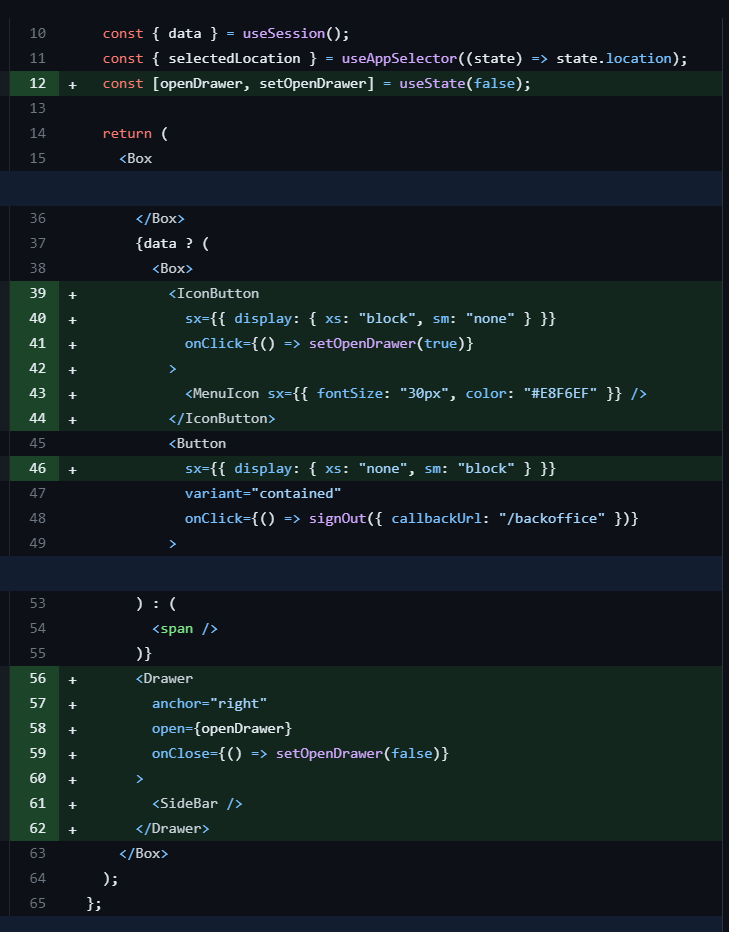 10 const { data } = useSession();
11 const { selectedLocation } = useAppSelector((state) => state.location);
12 + const [openDrawer, setOpenDrawer] = useState(false);
13
14 return (
15 <Box
36 </Box>
37 {data ? (
38 <Box>
39 + <IconButton
40 + sx={{ display: { xs: "block", sm: "none" } }}
41 + onClick={() => setOpenDrawer(true)}
42 + >
43 + <MenuIcon sx={{ fontSize: "30px", color: "#E8F6EF" }} />
44 + </IconButton>
45 <Button
46 + sx={{ display: { xs: "none", sm: "block" } }}
47 variant="contained"
48 onClick={() => signOut({ callbackUrl: "/backoffice" })}
49 >
53 ) : (
54 <span />
55 )}
56 + <Drawer
57 + anchor="right"
58 + open={openDrawer}
59 + onClose={() => setOpenDrawer(false)}
60 + >
61 + <SideBar />
62 + </Drawer>
63 </Box>
64 );
65 };